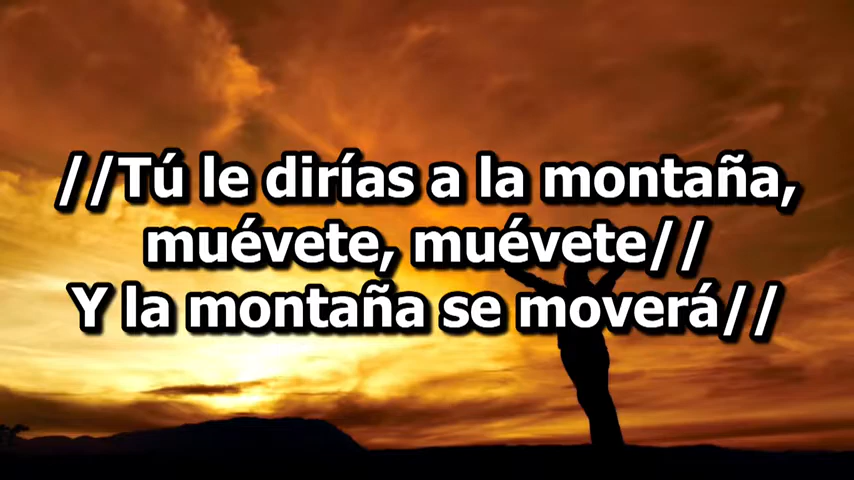 //Tú le dirías a la montaña,
muévete, muévete//
Y la montaña se moverá//